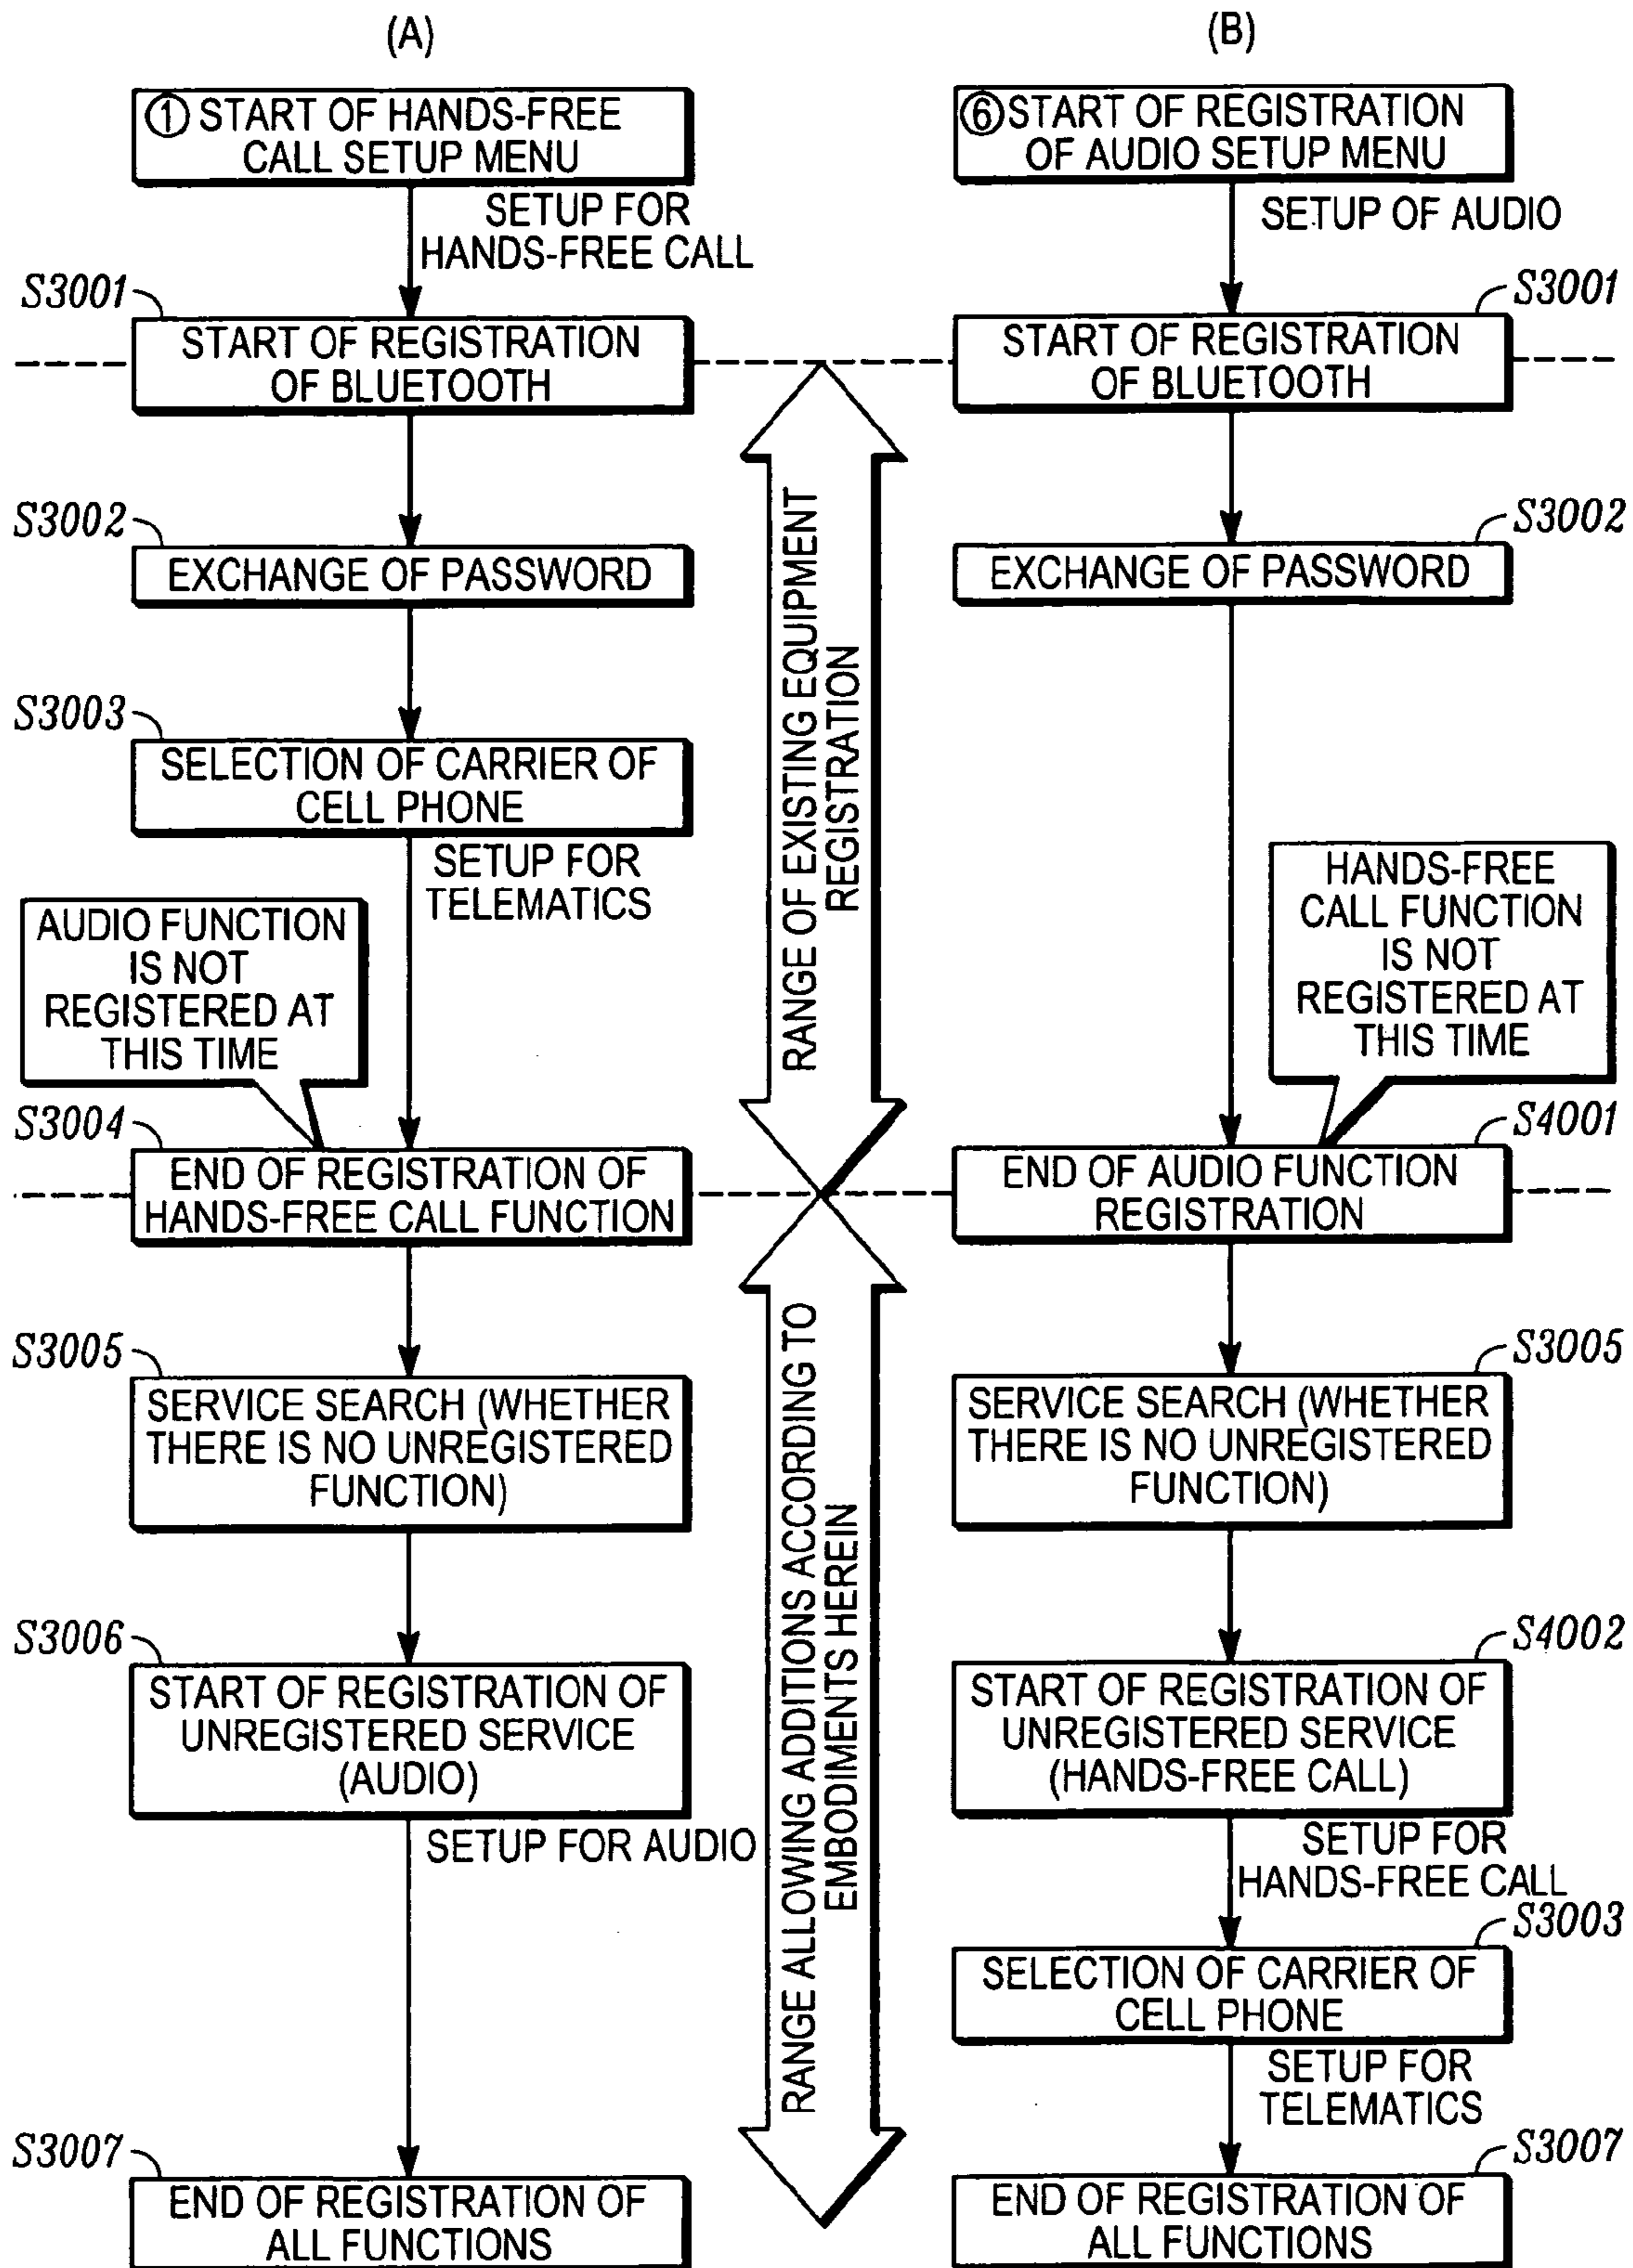 (A)
① START OF HANDS-FREE
CALL SETUP MENU
SETUP FOR
HANDS-FREE CALL
S3001
START OF REGISTRATION
OF BLUETOOTH
S3002
EXCHANGE OF PASSWORD
S3003
SELECTION OF CARRIER OF
CELL PHONE
SETUP FOR
TELEMATICS
AUDIO FUNCTION
IS NOT
REGISTERED AT
THIS TIME
S3004
END OF REGISTRATION OF
HANDS-FREE CALL FUNCTION
S3005
SERVICE SEARCH (WHETHER
THERE IS NO UNREGISTERED
FUNCTION)
S3006
START OF REGISTRATION OF
UNREGISTERED SERVICE
(AUDIO)
SETUP FOR AUDIO
S3007
END OF REGISTRATION OF
ALL FUNCTIONS
RANGE OF EXISTING EQUIPMENT
REGISTRATION
RANGE ALLOWING ADDITIONS ACCORDING TO
EMBODIMENTS HEREIN
(B)
⑥ START OF REGISTRATION
OF AUDIO SETUP MENU
SETUP OF AUDIO
S3001
START OF REGISTRATION
OF BLUETOOTH
S3002
EXCHANGE OF PASSWORD
HANDS-FREE
CALL FUNCTION
IS NOT
REGISTERED AT
THIS TIME
S4001
END OF AUDIO FUNCTION
REGISTRATION
S3005
SERVICE SEARCH (WHETHER
THERE IS NO UNREGISTERED
FUNCTION)
S4002
START OF REGISTRATION OF
UNREGISTERED SERVICE
(HANDS-FREE CALL)
SETUP FOR
HANDS-FREE CALL
S3003
SELECTION OF CARRIER OF
CELL PHONE
SETUP FOR
TELEMATICS
S3007
END OF REGISTRATION OF
ALL FUNCTIONS